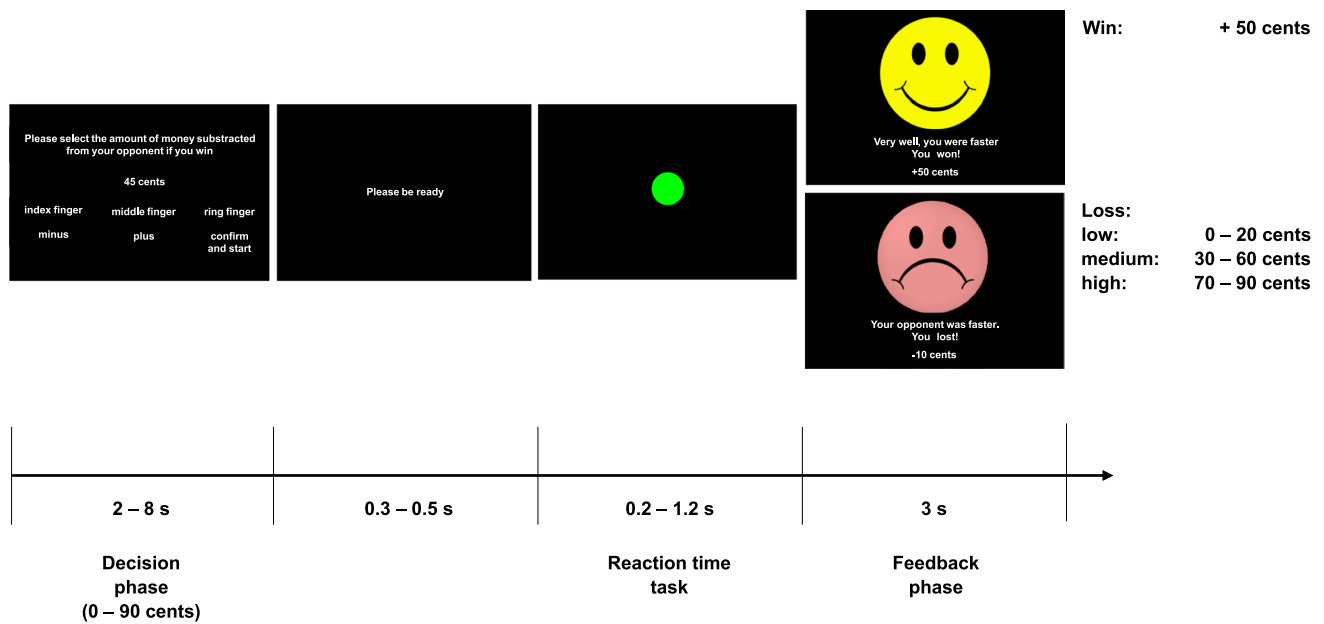 Please select the amount of money substracted
from your opponent if you win
45 cents
index finger middle finger ring finger
minus plus confirm
and start
Please be ready
Very well, you were faster
You won!
+50 cents
Win: + 50 cents
Your opponent was faster.
You lost!
-10 cents
Loss:
low: 0 – 20 cents
medium: 30 – 60 cents
high: 70 – 90 cents
2 – 8 s 0.3 – 0.5 s 0.2 – 1.2 s 3 s
Decision
phase
(0 – 90 cents)
Reaction time
task
Feedback
phase